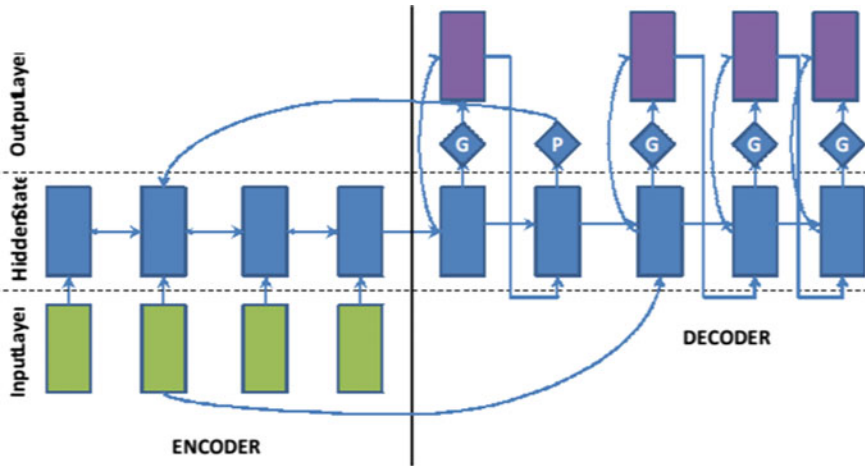 OutputLayer
G
P
G
G
G
HiddenState
InputLayer
DECODER
ENCODER